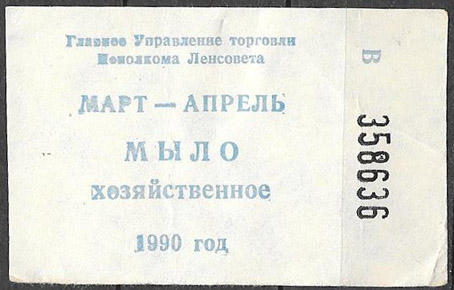 Главное Управление торговли
Исполкома Ленсовета
МАРТ — АПРЕЛЬ
МЫЛО
хозяйственное
1990 год
В
358636